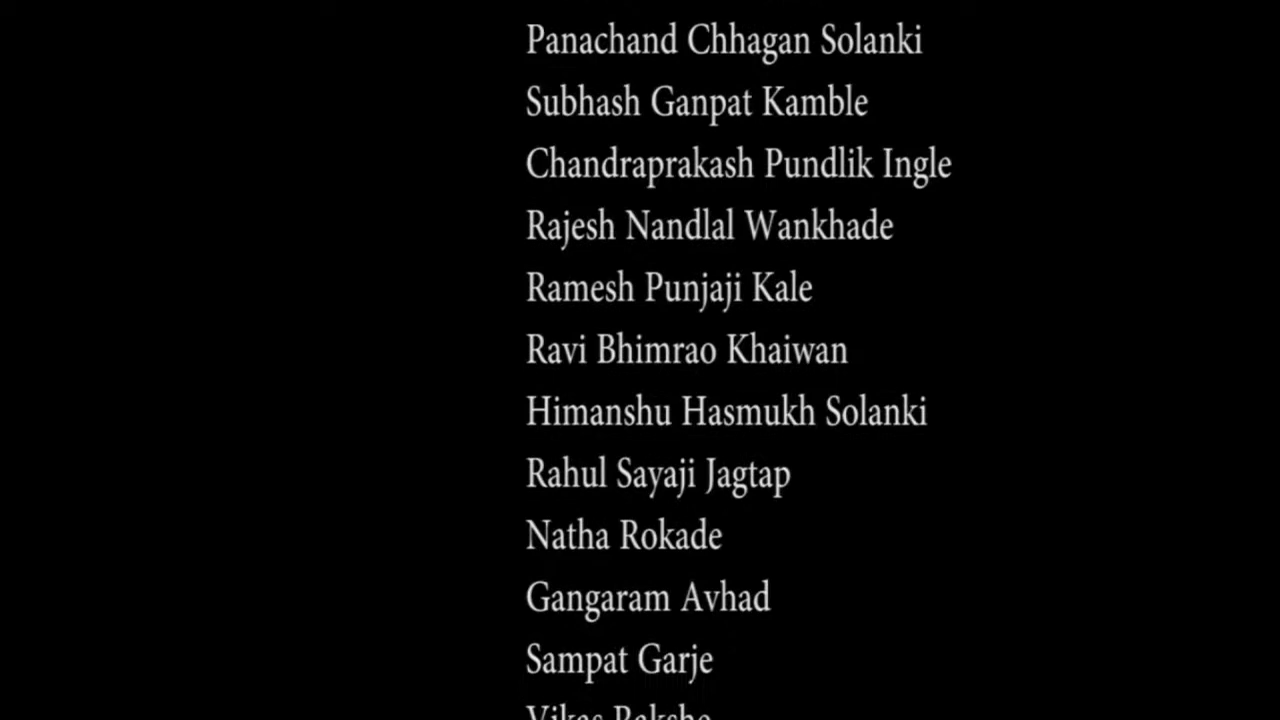 Panachand Chhagan Solanki
Subhash Ganpat Kamble
Chandraprakash Pundlik Ingle
Rajesh Nandlal Wankhade
Ramesh Punjaji Kale
Ravi Bhimrao Khaiwan
Himanshu Hasmukh Solanki
Rahul Sayaji Jagtap
Natha Rokade
Gangaram Avhad
Sampat Garje
Vikas